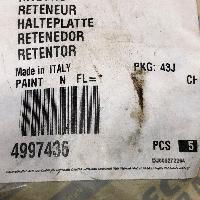 RETENEUR
HALTEPLATTE
RETENEDOR
RETENTOR
Made in ITALY PKG: 43J
PAINT N FL=
PCS 5
4997436